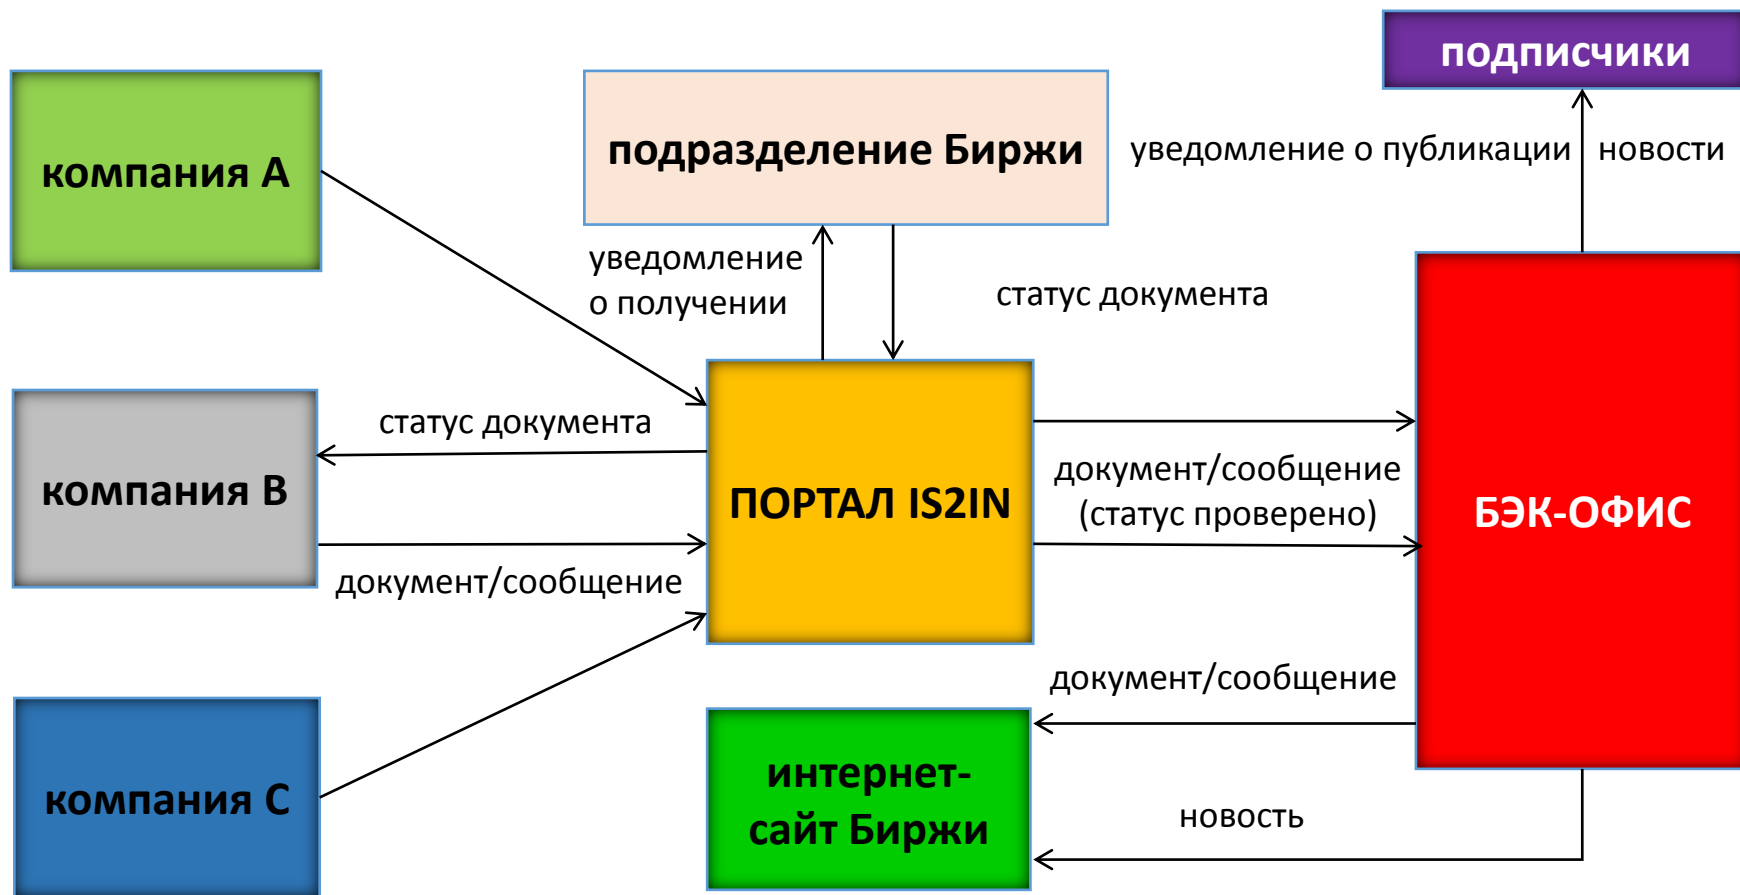 подписчики
компания А
подразделение Биржи
уведомление о публикации новости
уведомление
о получении
статус документа
статус документа
компания В
ПОРТАЛ IS2IN
документ/сообщение
(статус проверено)
БЭК-ОФИС
документ/сообщение
документ/сообщение
компания С
интернет-
сайт Биржи
новость